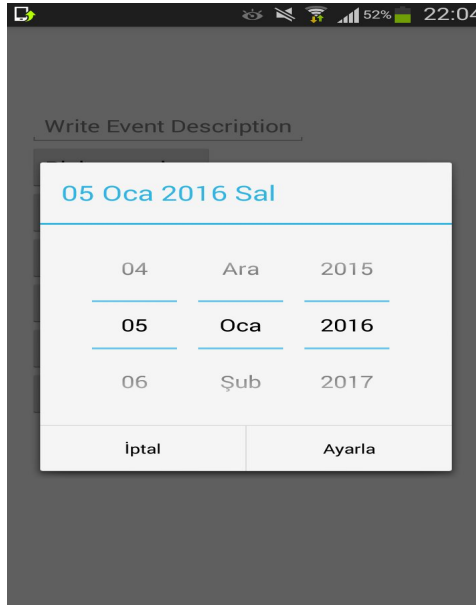 52% 22:04
Write Event Description
05 Oca 2016 Sal
04 Ara 2015
05 Oca 2016
06 Şub 2017
İptal Ayarla